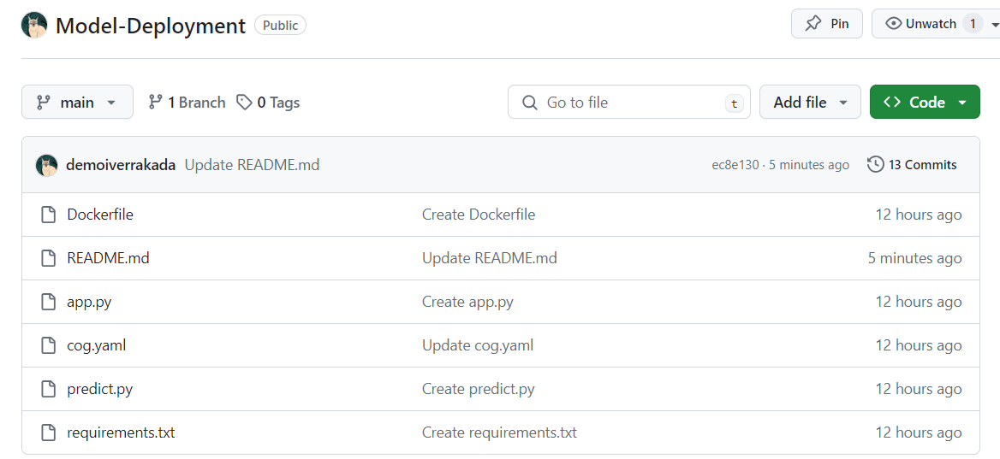 Model-Deployment Public Pin Unwatch 1
main 1 Branch 0 Tags Go to file t Add file Code
demoiverrakada Update README.md ec8e130 · 5 minutes ago 13 Commits
Dockerfile Create Dockerfile 12 hours ago
README.md Update README.md 5 minutes ago
app.py Create app.py 12 hours ago
cog.yaml Update cog.yaml 12 hours ago
predict.py Create predict.py 12 hours ago
requirements.txt Create requirements.txt 12 hours ago